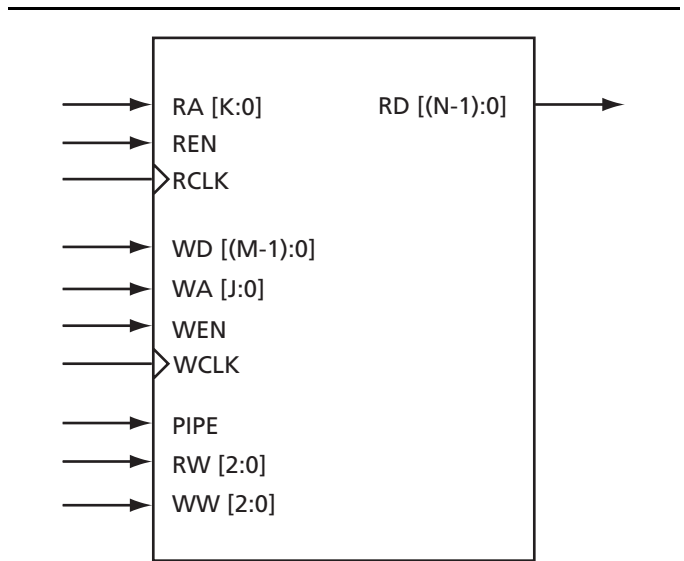 RA [K:0] RD [(N-1):0]
REN
RCLK
WD [(M-1):0]
WA [J:0]
WEN
WCLK
PIPE
RW [2:0]
WW [2:0]